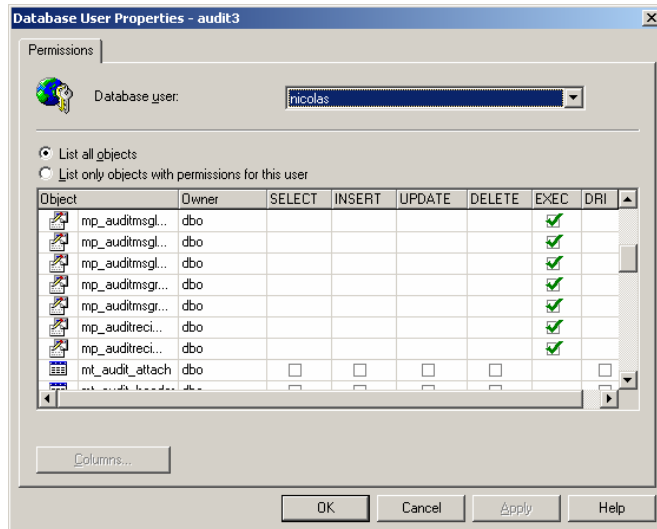 Database User Properties - audit3
Permissions
Database user:
nicolas
List all objects
List only objects with permissions for this user
Object Owner SELECT INSERT UPDATE DELETE EXEC DRI
mp_auditmsgl... dbo
mp_auditmsgl... dbo
mp_auditmsgl... dbo
mp_auditmsgr... dbo
mp_auditmsgr... dbo
mp_auditreci... dbo
mp_auditreci... dbo
mt_audit_attach dbo
mt_audit_header dbo
Columns...
OK Cancel Apply Help